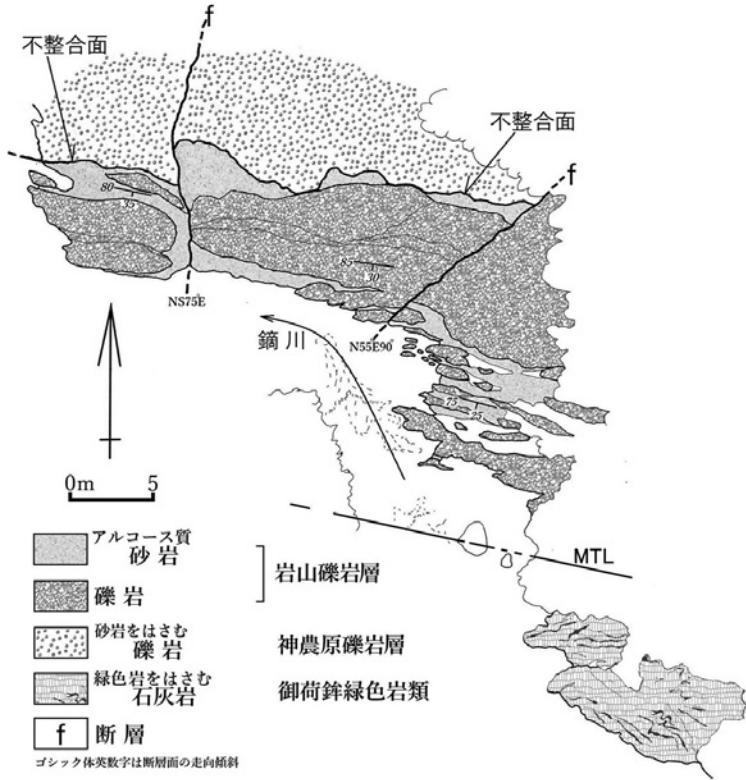 f
不整合面
不整合面
f
80
75
85
30
NS75E
N55E90
鏑川
75
75
0m 5
MTL
アルコース質
砂岩
岩山礫岩層
礫岩
砂岩をはさむ
礫岩
神農原礫岩層
緑色岩をはさむ
石灰岩
御荷鉾緑色岩類
f 断層
ゴシック体英数字は断層面の走向傾斜